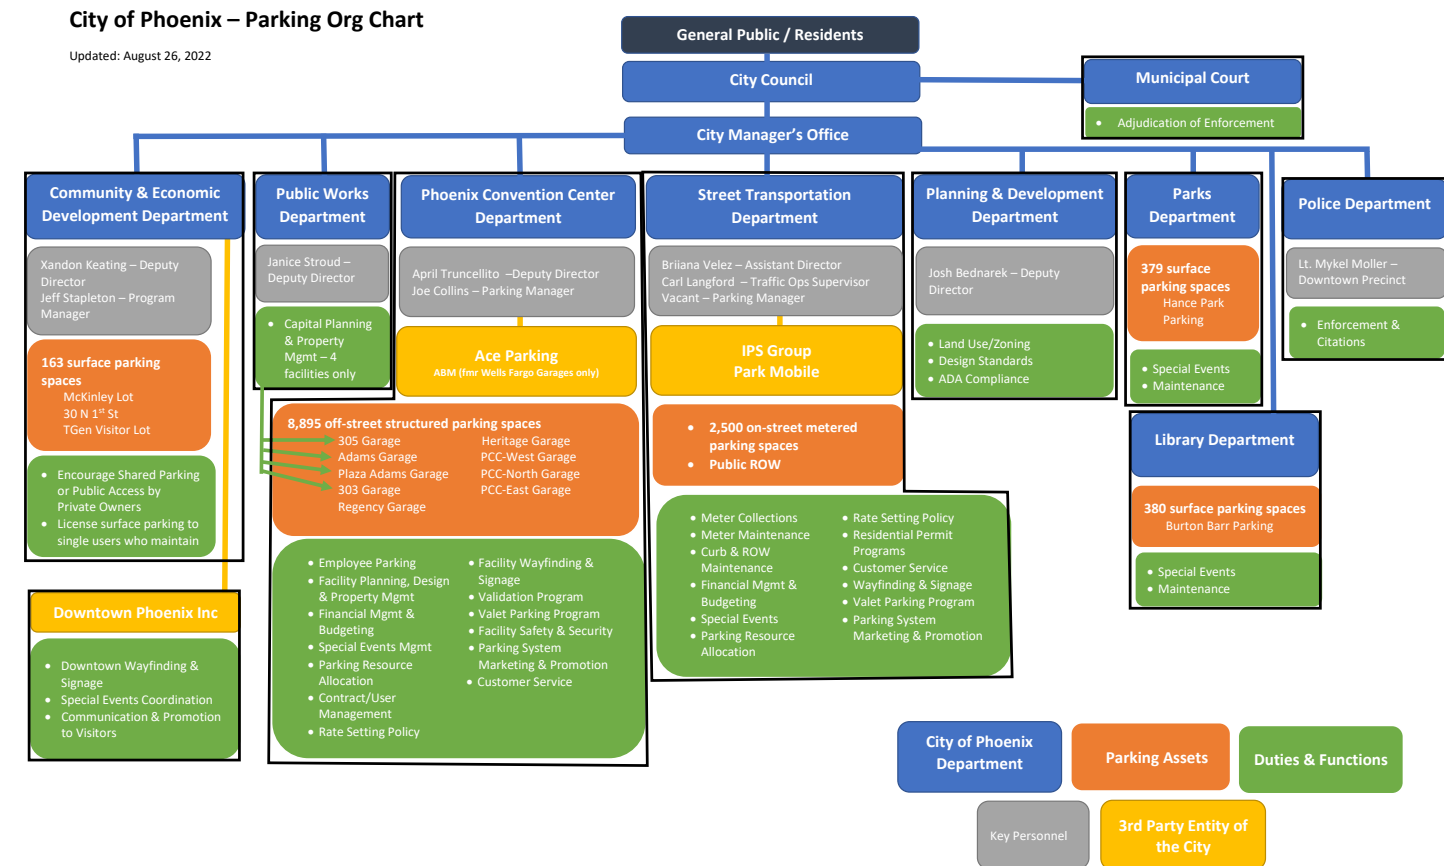 City of Phoenix – Parking Org Chart
Updated: August 26, 2022
General Public / Residents
City Council
City Manager's Office
Municipal Court
• Adjudication of Enforcement
Community & Economic
Development Department
Xandon Keating – Deputy
Director
Jeff Stapleton – Program
Manager
163 surface parking
spaces
McKinley Lot
30 N 1st St
TGen Visitor Lot
• Encourage Shared Parking
or Public Access by
Private Owners
• License surface parking to
single users who maintain
Downtown Phoenix Inc
• Downtown Wayfinding &
Signage
• Special Events Coordination
• Communication & Promotion
to Visitors
Public Works
Department
Janice Stroud –
Deputy Director
• Capital Planning
& Property
Mgmt – 4
facilities only
Phoenix Convention Center
Department
April Truncellito –Deputy Director
Joe Collins – Parking Manager
Ace Parking
ABM (fmr Wells Fargo Garages only)
8,895 off-street structured parking spaces
305 Garage
Adams Garage
Plaza Adams Garage
303 Garage
Regency Garage
Heritage Garage
PCC-West Garage
PCC-North Garage
PCC-East Garage
• Employee Parking
• Facility Planning, Design
& Property Mgmt
• Financial Mgmt &
Budgeting
• Special Events Mgmt
• Parking Resource
Allocation
• Contract/User
Management
• Rate Setting Policy
• Facility Wayfinding &
Signage
• Validation Program
• Valet Parking Program
• Facility Safety & Security
• Parking System
Marketing & Promotion
• Customer Service
Street Transportation
Department
Briiana Velez – Assistant Director
Carl Langford – Traffic Ops Supervisor
Vacant – Parking Manager
IPS Group
Park Mobile
• 2,500 on-street metered
parking spaces
• Public ROW
• Meter Collections
• Meter Maintenance
• Curb & ROW
Maintenance
• Financial Mgmt &
Budgeting
• Special Events
• Parking Resource
Allocation
• Rate Setting Policy
• Residential Permit
Programs
• Customer Service
• Wayfinding & Signage
• Valet Parking Program
• Parking System
Marketing & Promotion
Planning & Development
Department
Josh Bednarek – Deputy
Director
• Land Use/Zoning
• Design Standards
• ADA Compliance
Parks
Department
379 surface
parking spaces
Hance Park
Parking
• Special Events
• Maintenance
Library Department
380 surface parking spaces
Burton Barr Parking
• Special Events
• Maintenance
Police Department
Lt. Mykel Moller –
Downtown Precinct
• Enforcement &
Citations
City of Phoenix
Department
Parking Assets
Duties & Functions
Key Personnel
3rd Party Entity of
the City